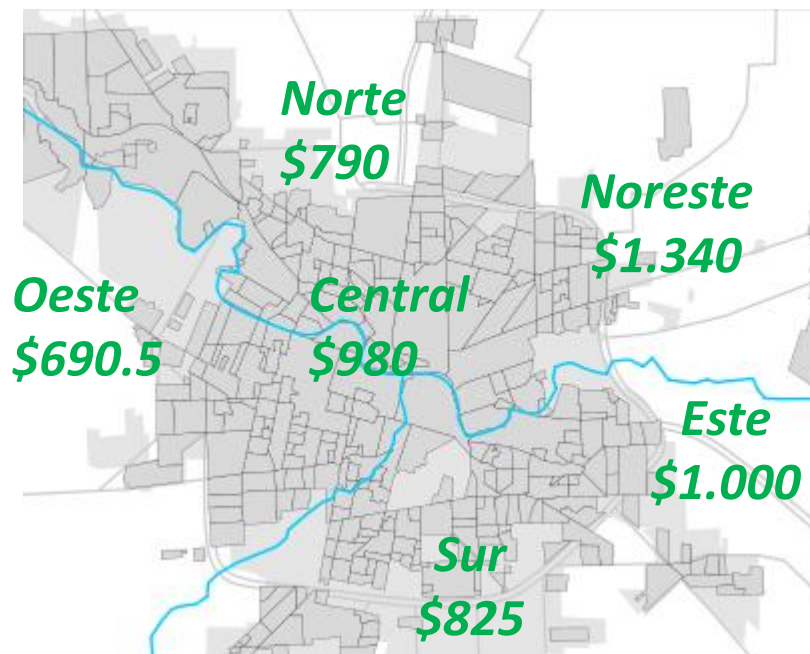 Norte
$790
Noreste
$1.340
Oeste
$690.5
Central
$980
Este
$1.000
Sur
$825